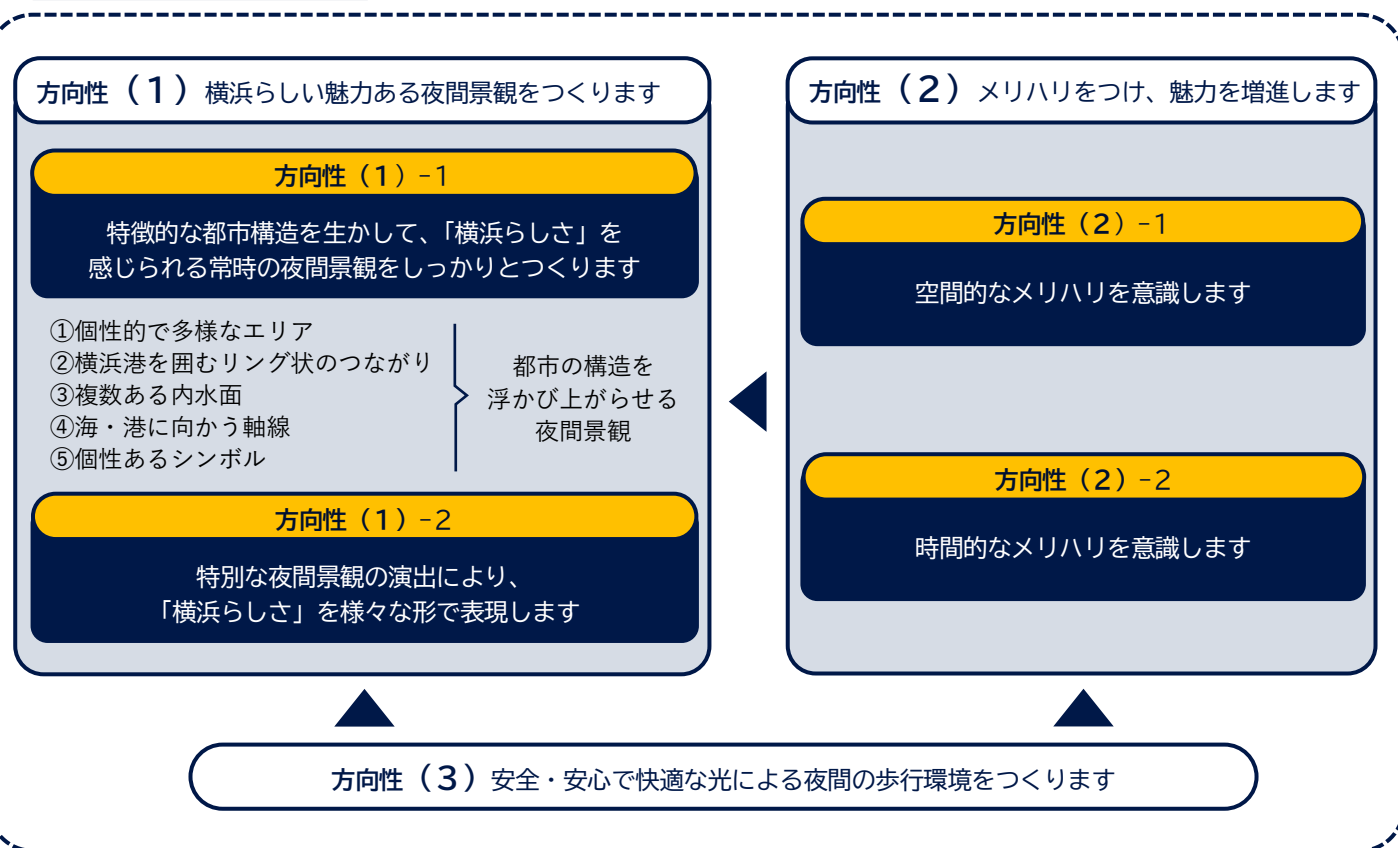 方向性（1）横浜らしい魅力ある夜間景観をつくります
方向性（1）-1
特徴的な都市構造を生かして、「横浜らしさ」を
感じられる常時の夜間景観をしっかりとつくります
①個性的で多様なエリア
②横浜港を囲むリング状のつながり
③複数ある内水面
④海・港に向かう軸線
⑤個性あるシンボル
都市の構造を
浮かび上がらせる
夜間景観
方向性（1）-2
特別な夜間景観の演出により、
「横浜らしさ」を様々な形で表現します
方向性（2）メリハリをつけ、魅力を増進します
方向性（2）-1
空間的なメリハリを意識します
方向性（2）-2
時間的なメリハリを意識します
方向性（3）安全・安心で快適な光による夜間の歩行環境をつくります